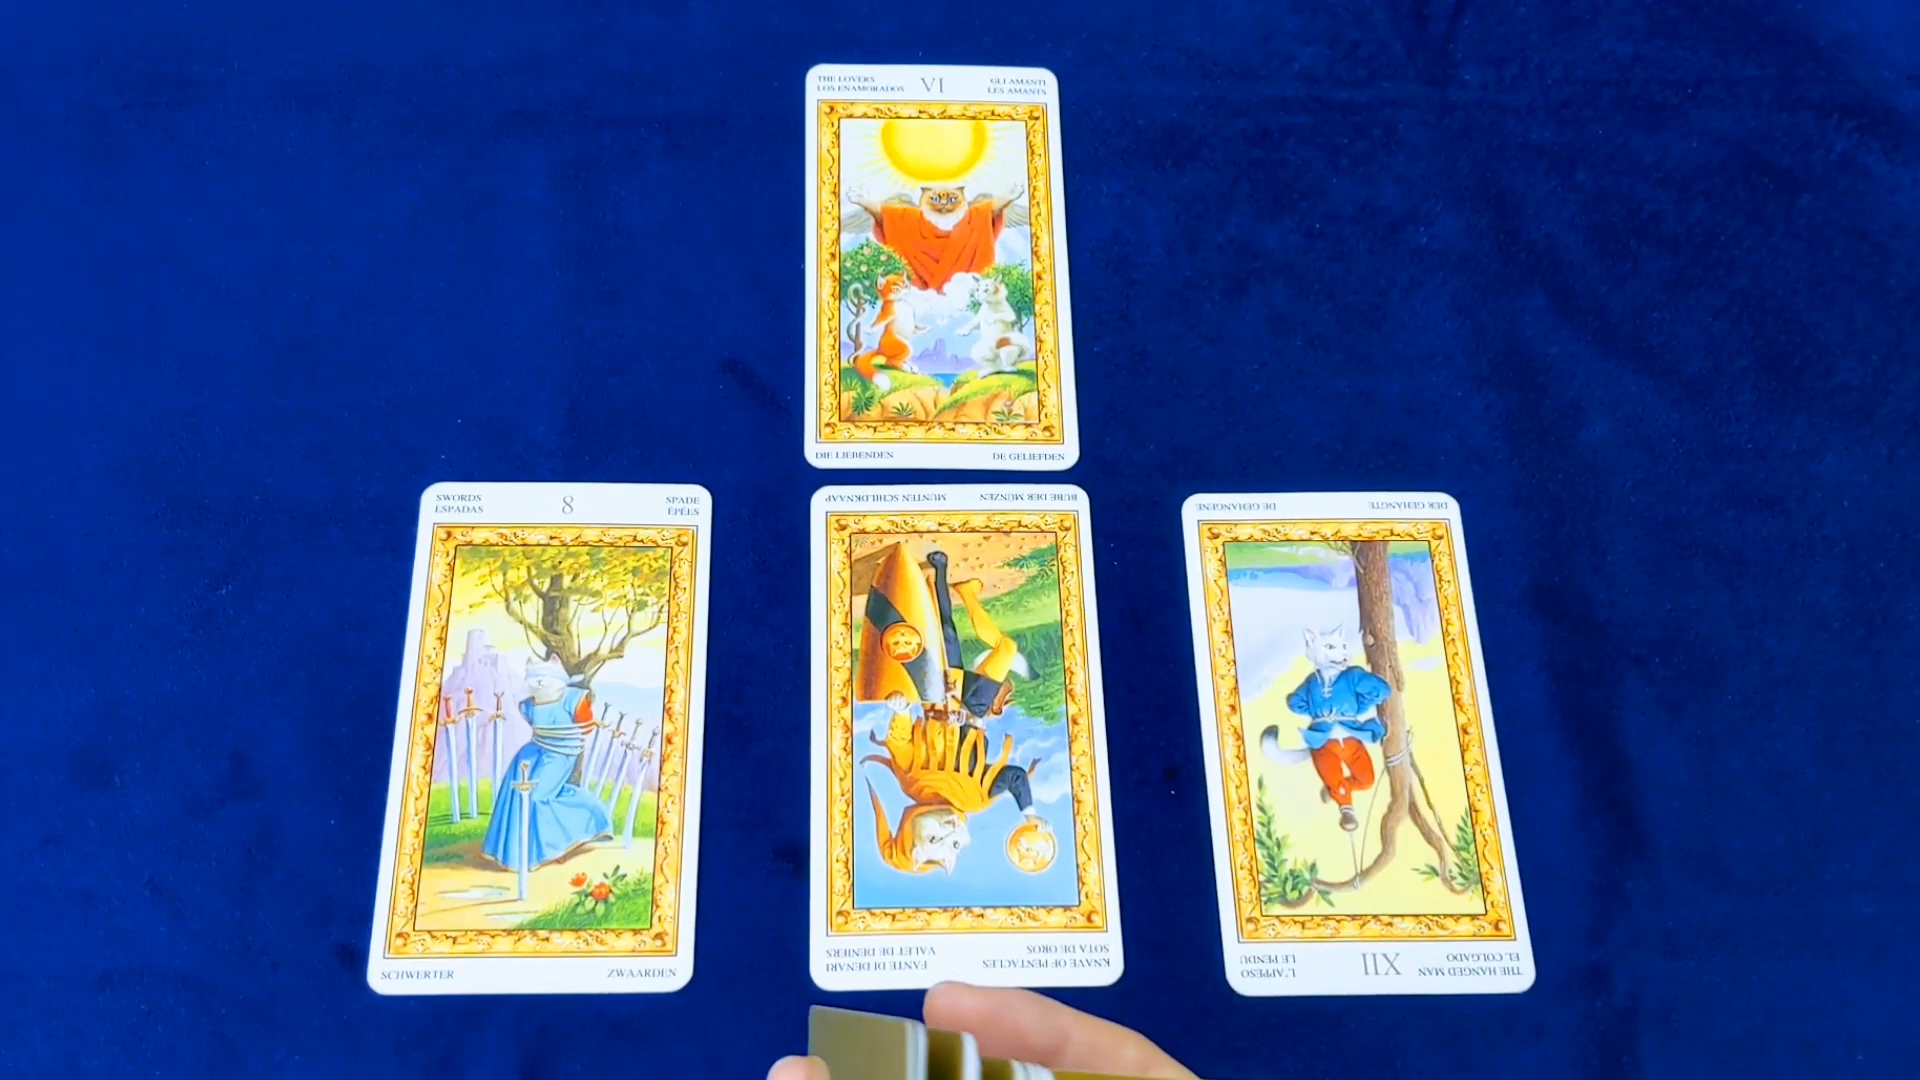 THE LOVERS
LOS ENAMORADOS
VI
GLI AMANTI
LES AMANTS
DIE LIEBENDEN
DE GELIEFDEN
SWORDS
ESPADAS
8
SPADE
ÉPÉES
SCHWERTER
ZWAARDEN
KNAVE OF PENTACLES
SOTA DE OROS
FANTE DI DENARI
VALET DE DENIERS
BUBE DER MÜNZEN
MUNTEN SCHILDKNAAP
THE HANGED MAN
EL COLGADO
XII
L'APPESO
LE PENDU
DER GEHANGTE
DE GEHANGENE